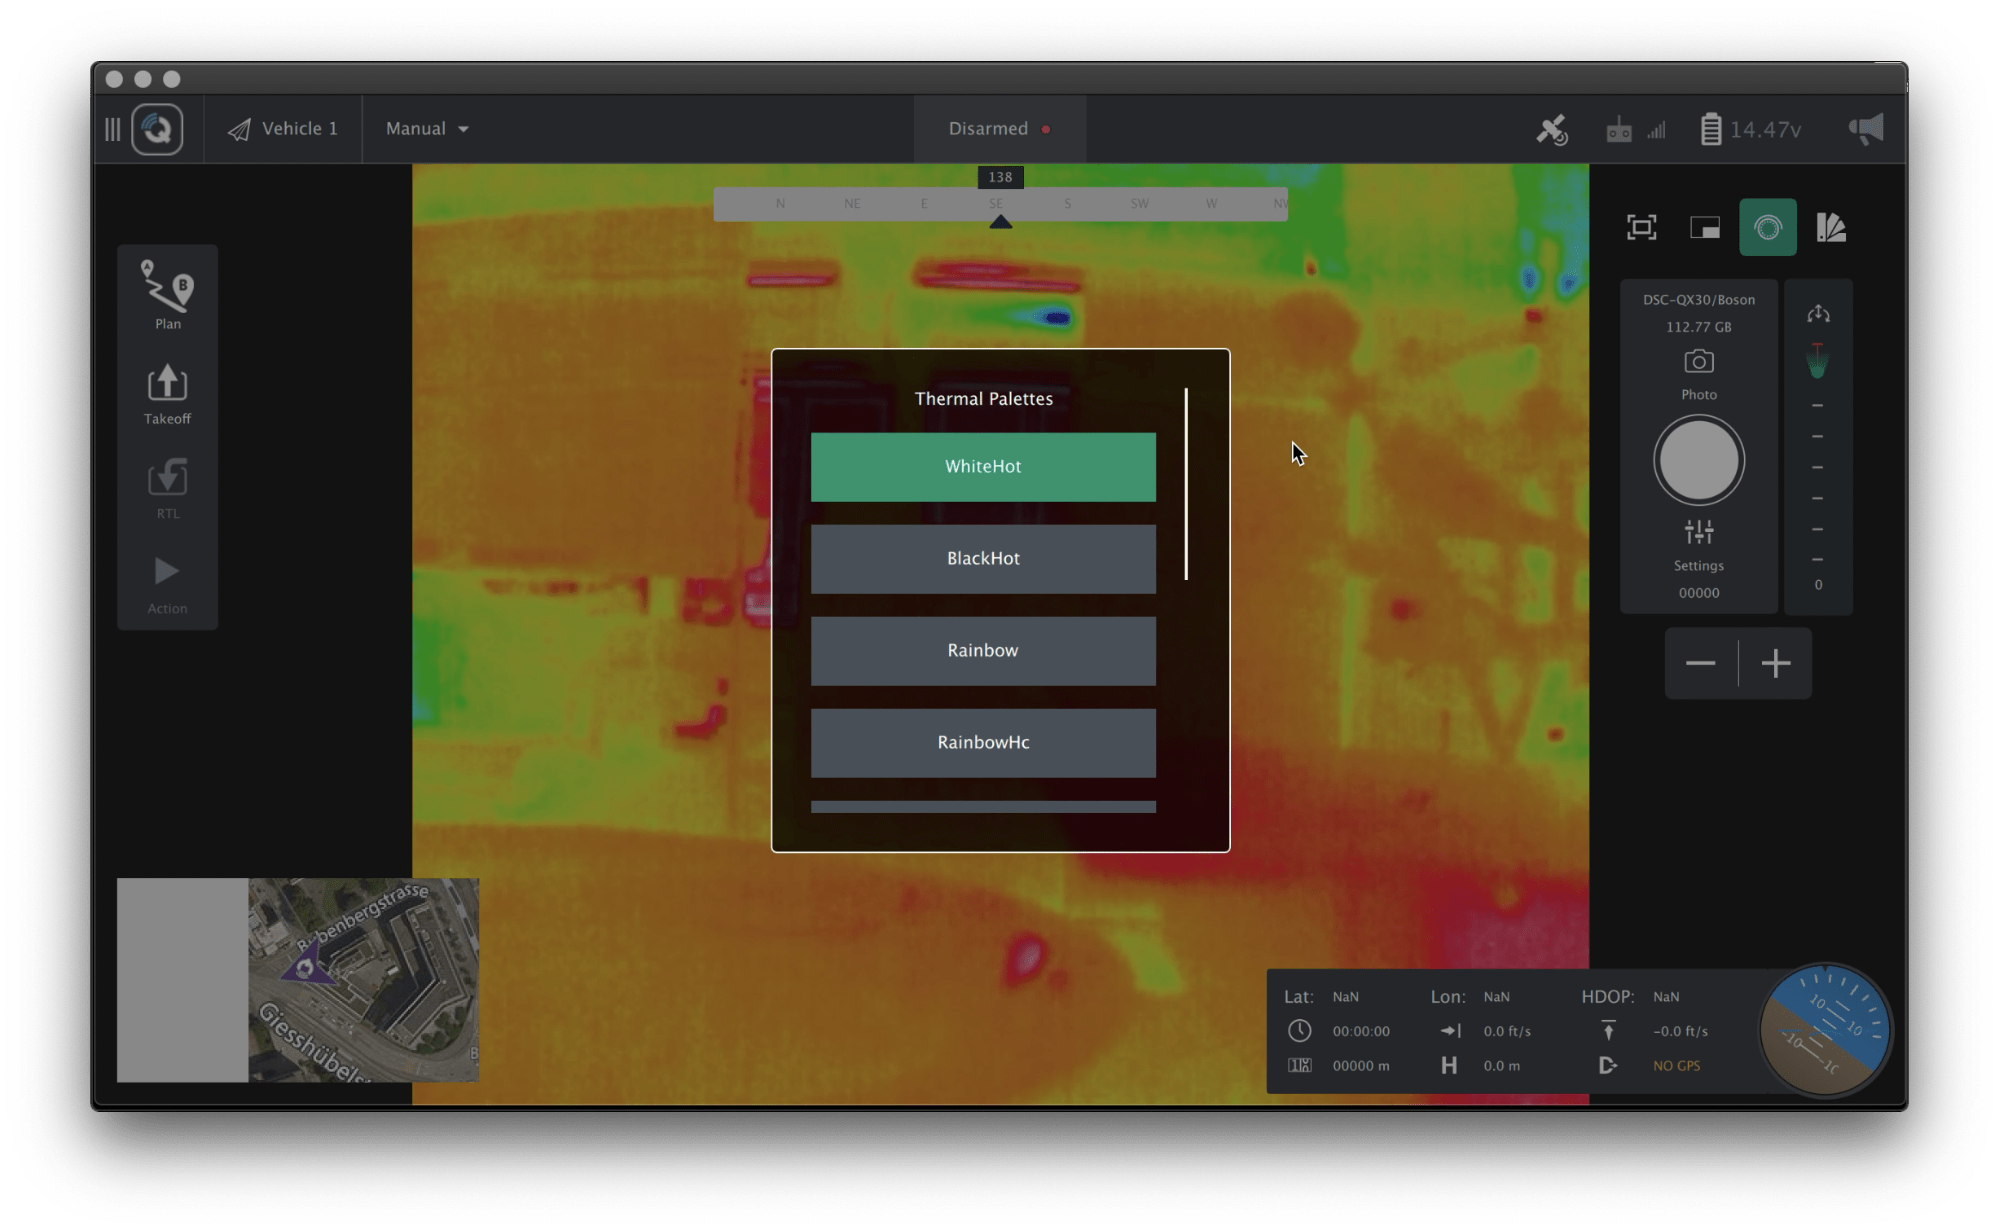 Vehicle 1
Manual
Disarmed
14.47v
138
N NE E SE S SW W NW
Plan
Takeoff
RTL
Action
Thermal Palettes
WhiteHot
BlackHot
Rainbow
RainbowHc
DSC-QX30/Boson
112.77 GB
Photo
Settings
00000
0
Giesshübels
Lat: NaN Lon: NaN HDOP: NaN
00:00:00 0.0 ft/s -0.0 ft/s
00000 m H 0.0 m NO GPS
10 10
-10 -10